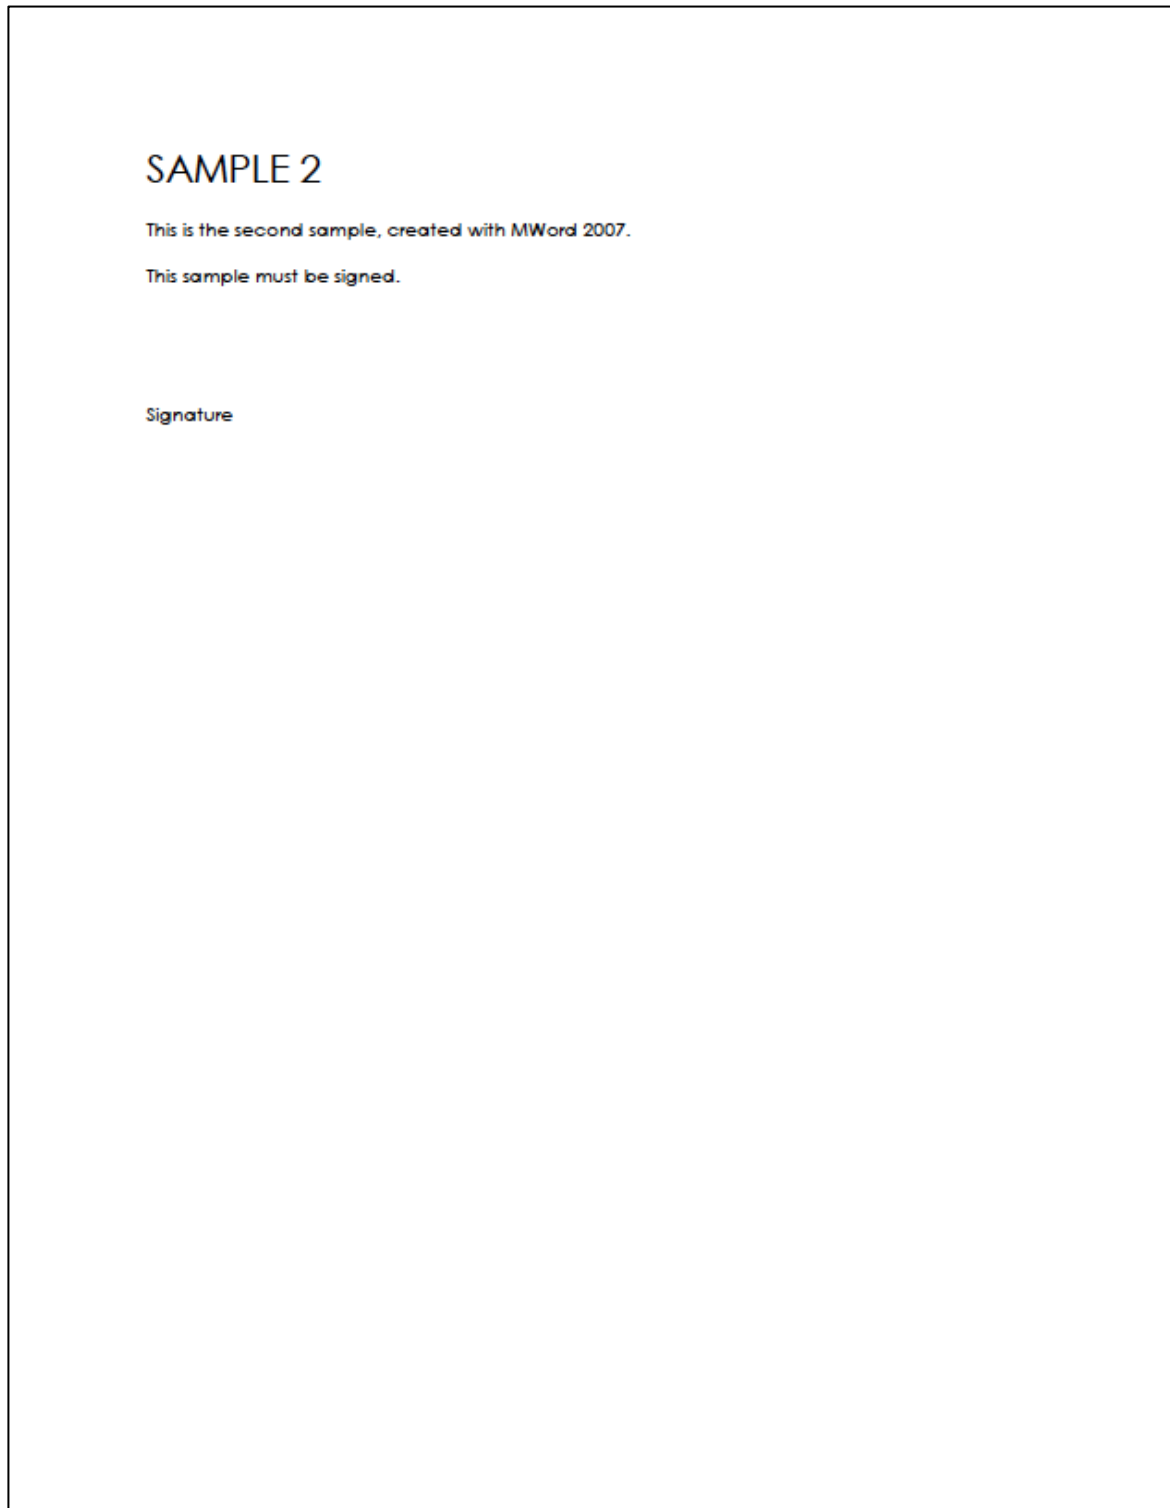 SAMPLE 2
This is the second sample, created with MWord 2007.
This sample must be signed.
Signature